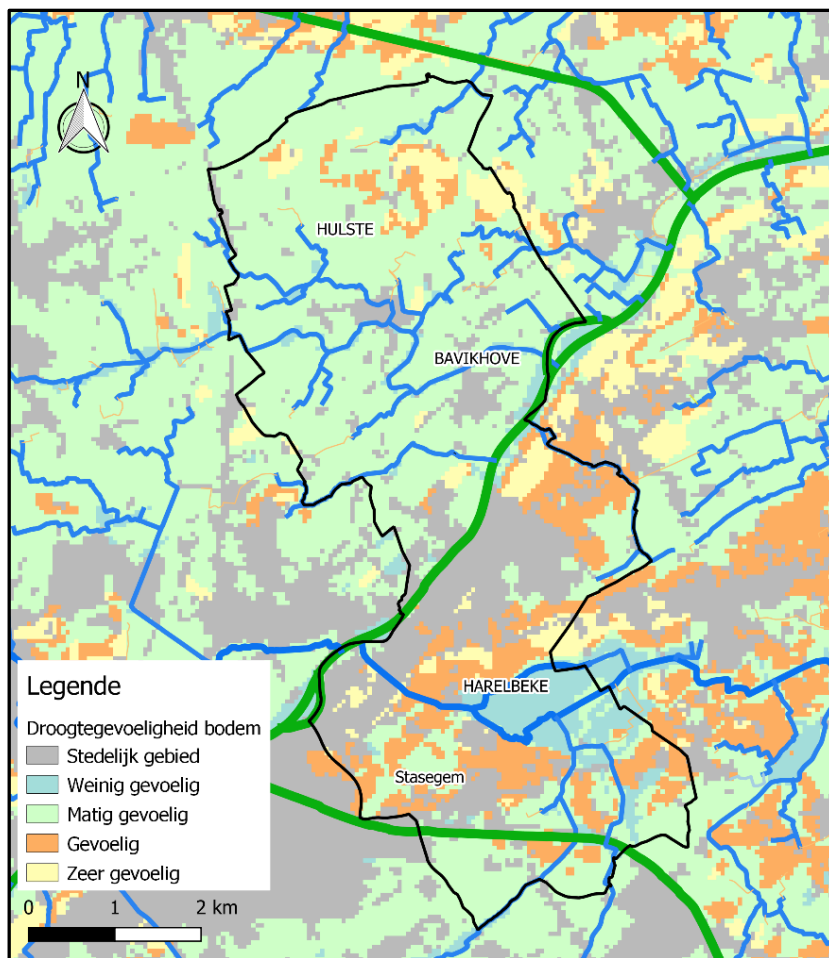 N
HULSTE
BAVIKHOVE
HARELBEKE
Stasegem
Legende
Droogtegevoeligheid bodem
Stedelijk gebied
Weinig gevoelig
Matig gevoelig
Gevoelig
Zeer gevoelig
0 1 2 km